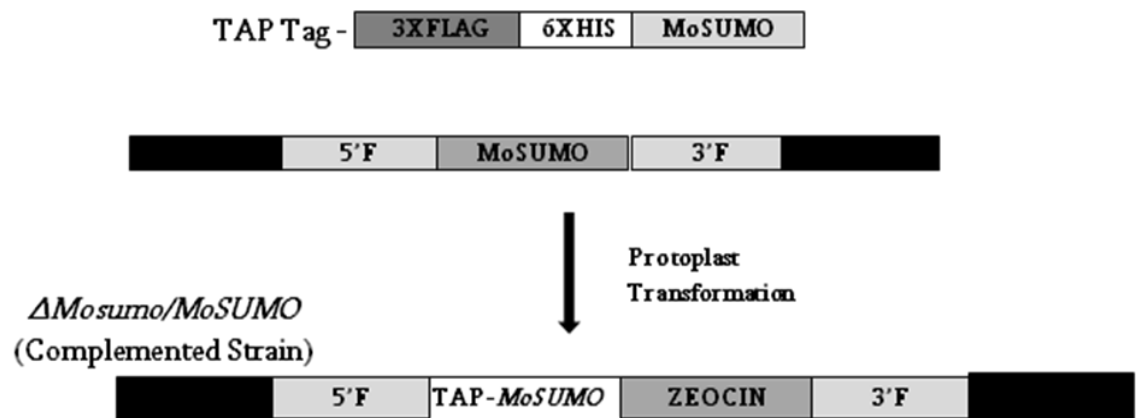 TAP Tag - 3XFLAG 6XHIS MoSUMO
5'F MoSUMO 3'F
Protoplast
Transformation
ΔMosumo/MoSUMO
(Complemented Strain)
5'F TAP-MoSUMO ZEOCIN 3'F